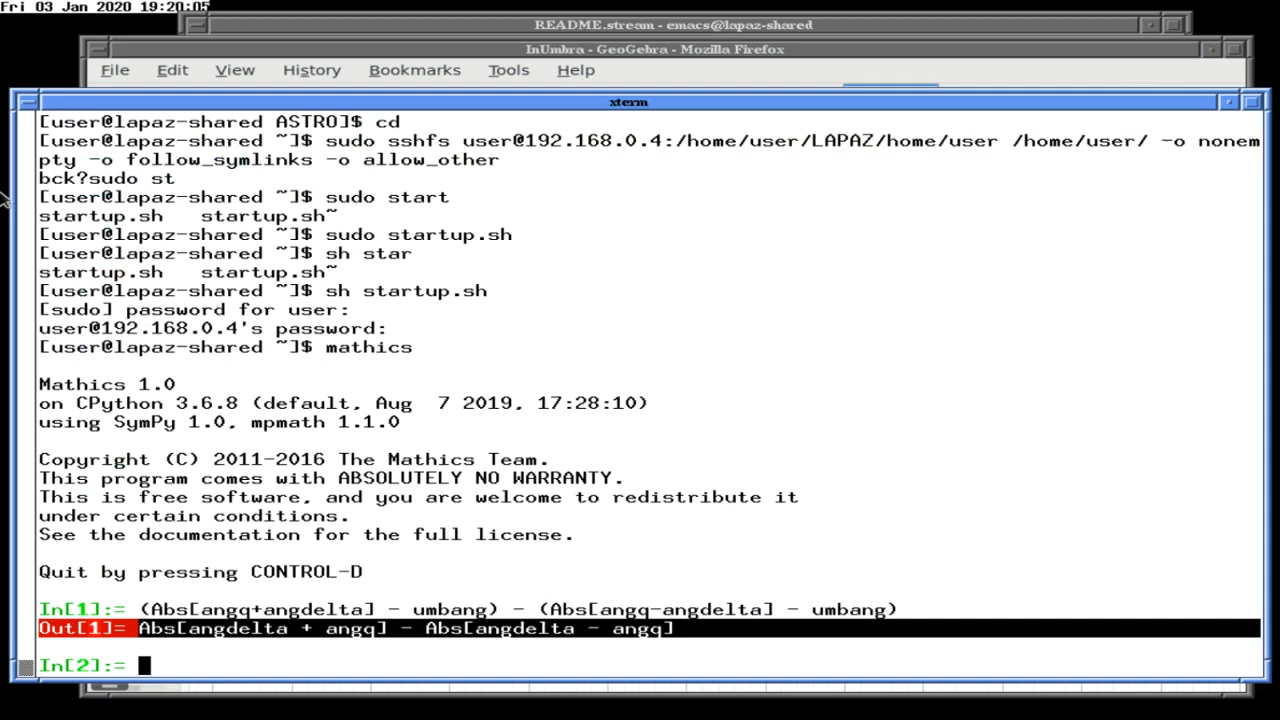 Fri 03 Jan 2020 19:20:05
README.stream - emacs@lapaz-shared
InUmbra - GeoGebra - Mozilla Firefox
File Edit View History Bookmarks Tools Help
xterm
[user@lapaz-shared ASTRO]$ cd
[user@lapaz-shared ~]$ sudo sshfs user@192.168.0.4:/home/user/LAPAZ/home/user /home/user/ -o nonem
pty -o follow_symlinks -o allow_other
bck?sudo st
[user@lapaz-shared ~]$ sudo start
startup.sh startup.sh~
[user@lapaz-shared ~]$ sudo startup.sh
[user@lapaz-shared ~]$ sh star
startup.sh startup.sh~
[user@lapaz-shared ~]$ sh startup.sh
[sudo] password for user:
user@192.168.0.4's password:
[user@lapaz-shared ~]$ mathics
Mathics 1.0
on CPython 3.6.8 (default, Aug 7 2019, 17:28:10)
using SymPy 1.0, mpmath 1.1.0
Copyright (C) 2011-2016 The Mathics Team.
This program comes with ABSOLUTELY NO WARRANTY.
This is free software, and you are welcome to redistribute it
under certain conditions.
See the documentation for the full license.
Quit by pressing CONTROL-D
In[1]:= (Abs[angq+angdelta] - umbang) - (Abs[angq-angdelta] - umbang)
Out[1]= Abs[angdelta + angq] - Abs[angdelta - angq]
In[2]:=